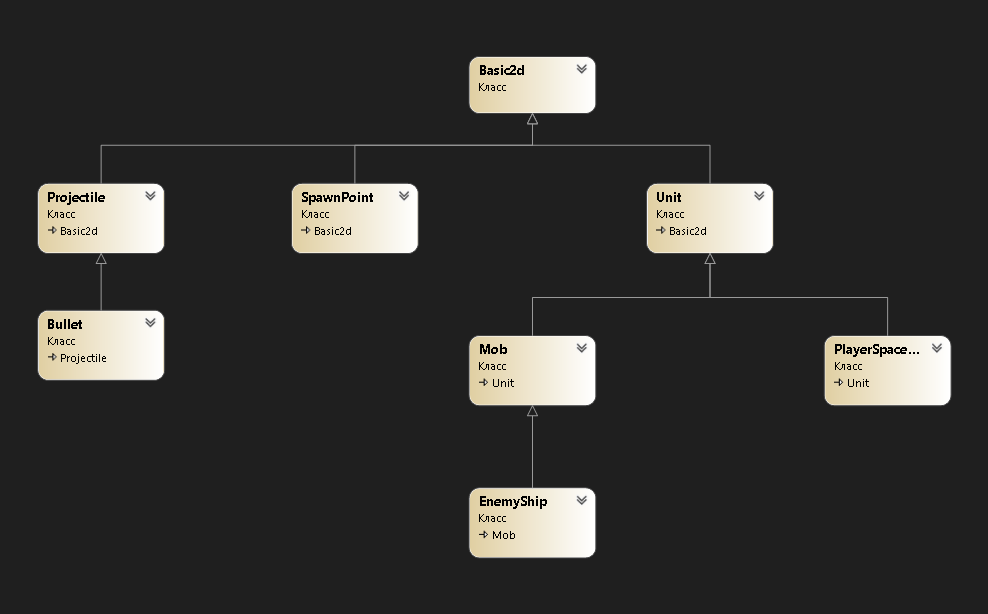 Basic2d
Класс
Projectile
Класс
Basic2d
SpawnPoint
Класс
Basic2d
Unit
Класс
Basic2d
Bullet
Класс
Projectile
Mob
Класс
Unit
PlayerSpace...
Класс
Unit
EnemyShip
Класс
Mob